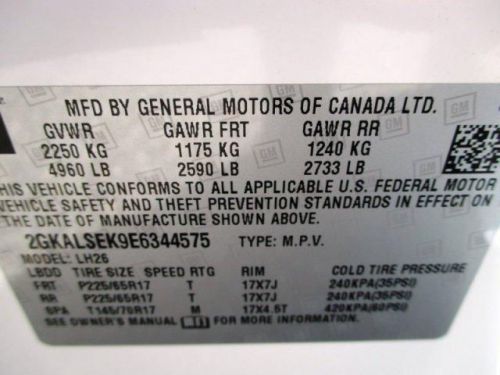 MFD BY GENERAL MOTORS OF CANADA LTD.
GVWR GAWR FRT GAWR RR
2250 KG 1175 KG 1240 KG
4960 LB 2590 LB 2733 LB
THIS VEHICLE CONFORMS TO ALL APPLICABLE U.S. FEDERAL MOTOR
VEHICLE SAFETY AND THEFT PREVENTION STANDARDS IN EFFECT ON
THE DATE OF MANUFACTURE SHOWN ABOVE.
2GKALSEK9E6344575 TYPE: M.P.V.
MODEL: LH26
LBDD TIRE SIZE SPEED RTG RIM COLD TIRE PRESSURE
FRT P225/65R17 T 17X7J 240KPA(35PSI)
RR P225/65R17 T 17X7J 240KPA(35PSI)
SPA T145/70R17 M 17X4.5T 420KPA(60PSI)
SEE OWNER'S MANUAL
GM